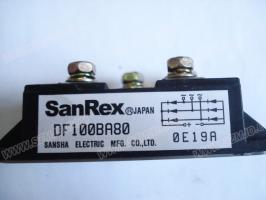 SanRex ® JAPAN
DF100BA80
SANSHA ELECTRIC MFG. CO.,LTD.
0E19A